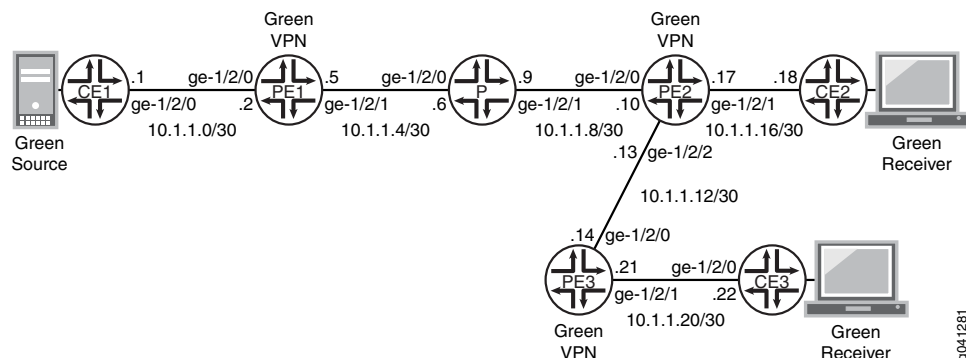 Green
VPN
Green
VPN
.1
ge-1/2/0
.5
ge-1/2/0
.9
ge-1/2/0
.17
.18
CE1
PE1
P
PE2
CE2
ge-1/2/0
.2
ge-1/2/1
.6
ge-1/2/1
.10
ge-1/2/1
10.1.1.0/30
10.1.1.4/30
10.1.1.8/30
10.1.1.16/30
Green
Source
Green
Receiver
.13
ge-1/2/2
10.1.1.12/30
.14
ge-1/2/0
.21
ge-1/2/0
PE3
CE3
ge-1/2/1
.22
10.1.1.20/30
Green
VPN
Green
Receiver
g041281